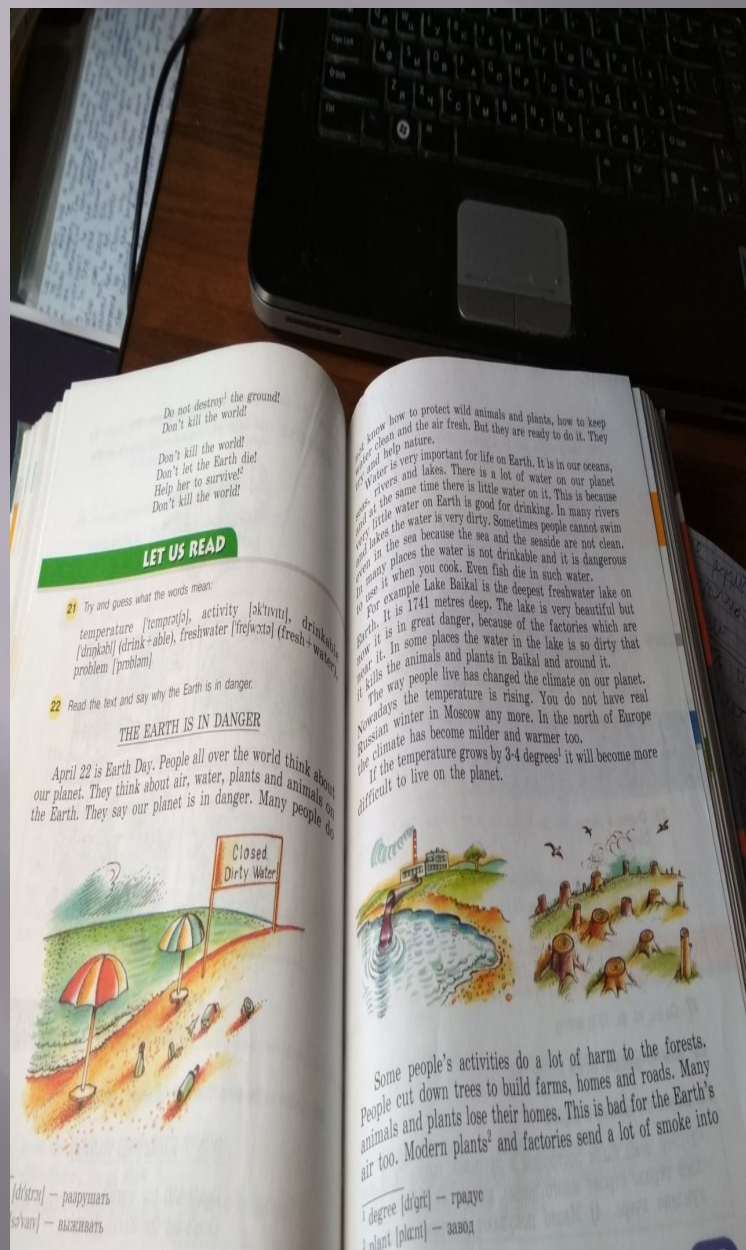 Do not destroy¹ the ground!
Don't kill the world!
Don't kill the world!
Don't let the Earth die!
Help her to survive!²
Don't kill the world!
LET US READ
21 Try and guess what the words mean:
temperature ['temprətʃə], activity [ək'tɪvɪtɪ], drinkable
['drɪŋkəbl] (drink+able), freshwater ['freʃwɔ:tə] (fresh+water),
problem ['prɒbləm]
22 Read the text and say why the Earth is in danger.
THE EARTH IS IN DANGER
April 22 is Earth Day. People all over the world think about
our planet. They think about air, water, plants and animals on
the Earth. They say our planet is in danger. Many people do
Closed
Dirty Water
[dɪ'strɔɪ] — разрушать
[sə'vaɪv] — выживать
know how to protect wild animals and plants, how to keep
water clean and the air fresh. But they are ready to do it. They
try and help nature.
Water is very important for life on Earth. It is in our oceans,
seas, rivers and lakes. There is a lot of water on our planet
and at the same time there is little water on it. This is because
very little water on Earth is good for drinking. In many rivers
and lakes the water is very dirty. Sometimes people cannot swim
even in the sea because the sea and the seaside are not clean.
In many places the water is not drinkable and it is dangerous
to use it when you cook. Even fish die in such water.
For example Lake Baikal is the deepest freshwater lake on
Earth. It is 1741 metres deep. The lake is very beautiful but
now it is in great danger, because of the factories which are
near it. In some places the water in the lake is so dirty that
it kills the animals and plants in Baikal and around it.
The way people live has changed the climate on our planet.
Nowadays the temperature is rising. You do not have real
Russian winter in Moscow any more. In the north of Europe
the climate has become milder and warmer too.
If the temperature grows by 3-4 degrees¹ it will become more
difficult to live on the planet.
Some people's activities do a lot of harm to the forests.
People cut down trees to build farms, homes and roads. Many
animals and plants lose their homes. This is bad for the Earth's
air too. Modern plants² and factories send a lot of smoke into
¹ degree [dɪ'gri:] — градус
² plant [plɑ:nt] — завод